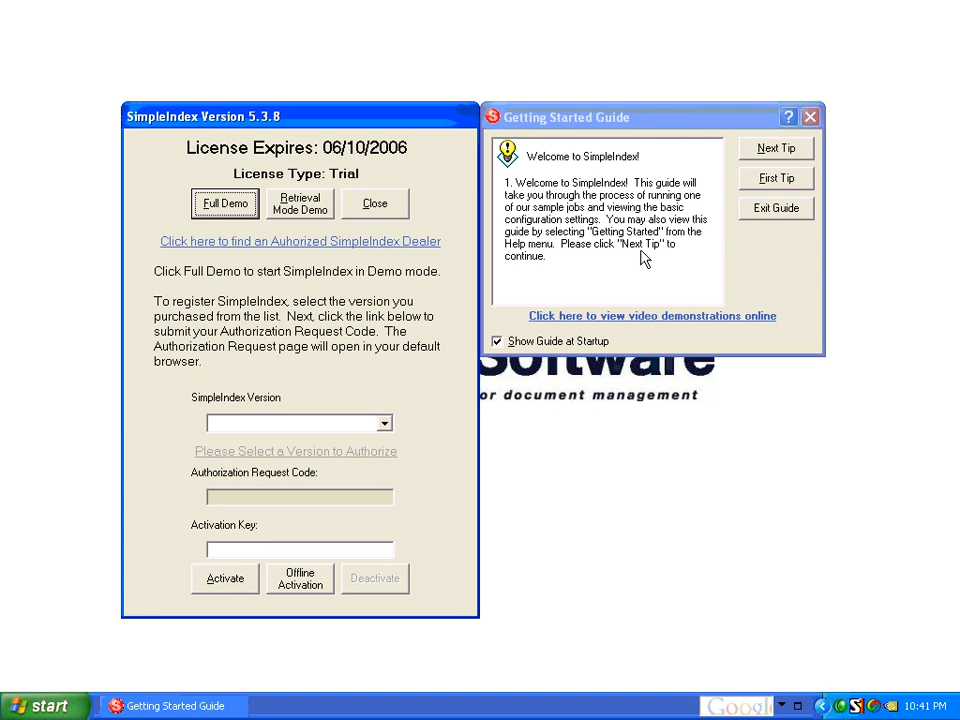 SimpleIndex Version 5.3.8
License Expires: 06/10/2006
License Type: Trial
Full Demo
Retrieval
Mode Demo
Close
Click here to find an Auhorized SimpleIndex Dealer
Click Full Demo to start SimpleIndex in Demo mode.
To register SimpleIndex, select the version you
purchased from the list. Next, click the link below to
submit your Authorization Request Code. The
Authorization Request page will open in your default
browser.
SimpleIndex Version
Please Select a Version to Authorize
Authorization Request Code:
Activation Key:
Activate
Offline
Activation
Deactivate
Getting Started Guide
Welcome to SimpleIndex!
1. Welcome to SimpleIndex! This guide will
take you through the process of running one
of our sample jobs and viewing the basic
configuration settings. You may also view this
guide by selecting "Getting Started" from the
Help menu. Please click "Next Tip" to
continue.
Next Tip
First Tip
Exit Guide
Click here to view video demonstrations online
Show Guide at Startup
Software
or document management
start
Getting Started Guide
Google
10:41 PM